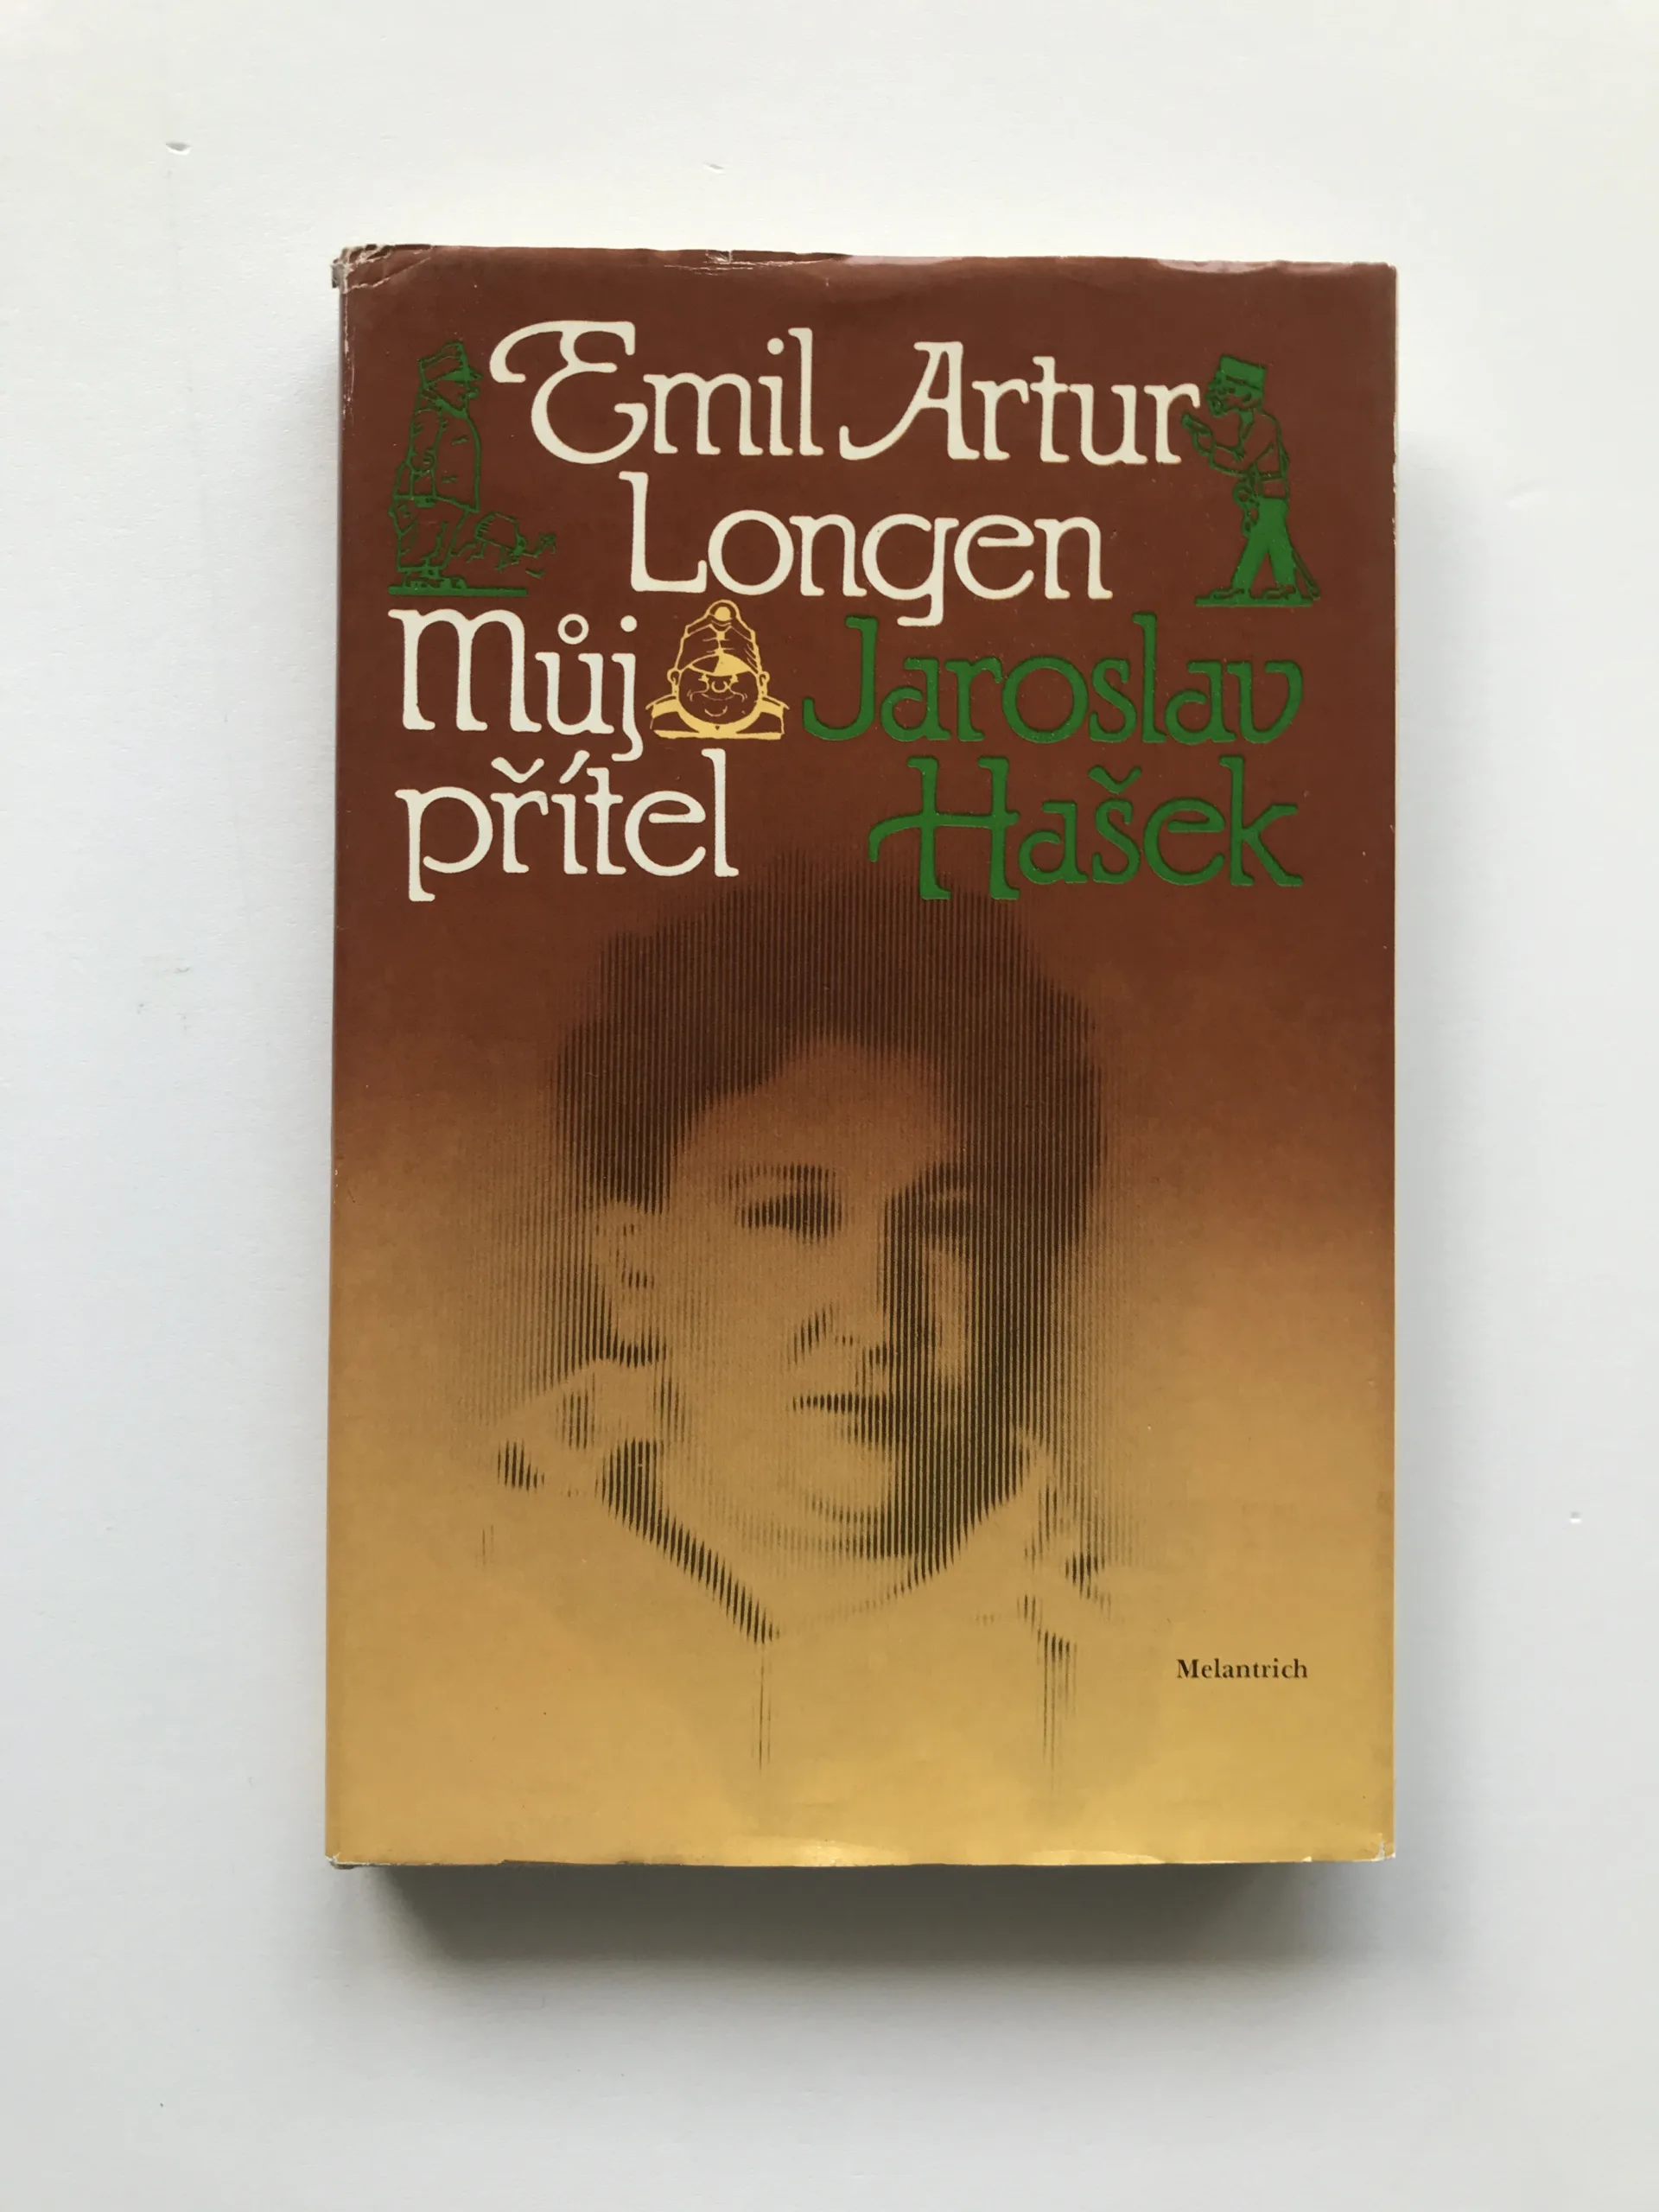 Emil Artur
Longen
Můj Jaroslav
přítel Hašek
Melantrich